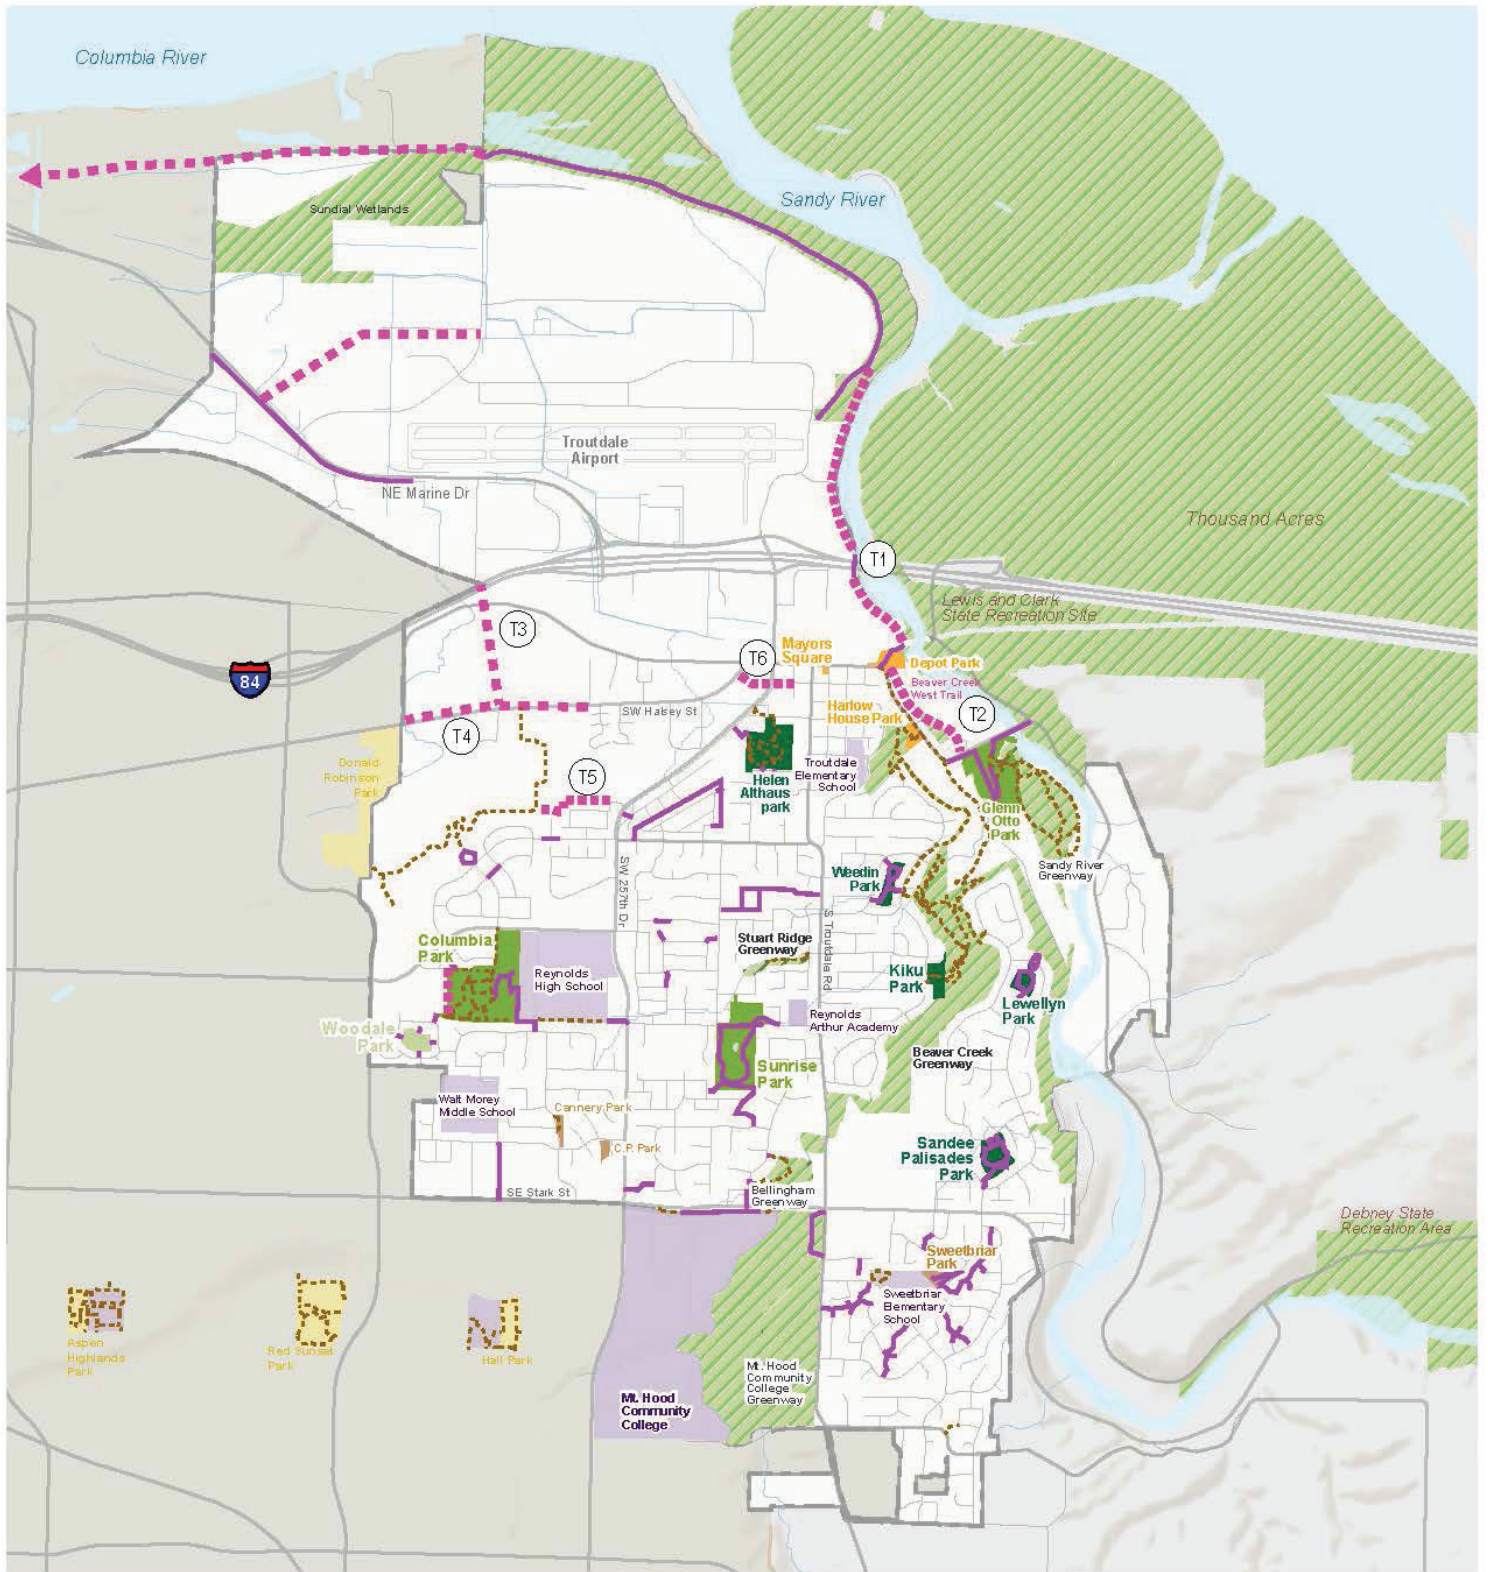 Columbia River
Sandy River
Sundial Wetlands
Troutdale
Airport
NE Marine Dr
Thousand Acres
T1
Lewis and Clark
State Recreation Site
T3
T6
Mayors
Square
Depot Park
Beaver Creek
West Trail
84
SW Halsey St
Harlow
House Park
T2
T4
Donald
Robinson
Park
T5
Helen
Althaus
park
Troutdale
Elementary
School
Glenn
Otto
Park
SW 257th Dr
Weedin
Park
Sandy River
Greenway
S Troutdale Rd
Columbia
Park
Stuart Ridge
Greenway
Reynolds
High School
Kiku
Park
Lewellyn
Park
Reynolds
Arthur Academy
Woodale
Park
Beaver Creek
Greenway
Sunrise
Park
Walt Morey
Middle School
Cannery Park
C.P. Park
Sandee
Palisades
Park
SE Stark St
Bellingham
Greenway
Debney State
Recreation Area
Sweetbriar
Park
Sweetbriar
Elementary
School
Aspen
Highlands
Park
Red Sunset
Park
Hall Park
Mt. Hood
Community
College
Greenway
Mt. Hood
Community
College